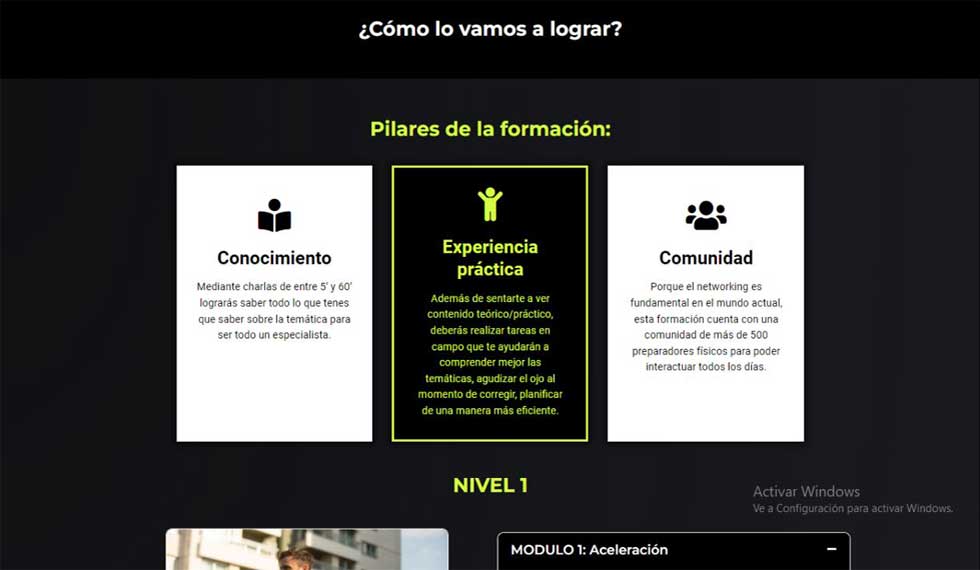 ¿Cómo lo vamos a lograr?
Pilares de la formación:
Conocimiento
Mediante charlas de entre 5' y 60'
lograrás saber todo lo que tenes
que saber sobre la temática para
ser todo un especialista.
Experiencia
práctica
Además de sentarte a ver
contenido teórico/práctico,
deberás realizar tareas en
campo que te ayudarán a
comprender mejor las
temáticas, agudizar el ojo al
momento de corregir, planificar
de una manera más eficiente.
Comunidad
Porque el networking es
fundamental en el mundo actual,
esta formación cuenta con una
comunidad de más de 500
preparadores físicos para poder
interactuar todos los días.
NIVEL 1
Activar Windows
Ve a Configuración para activar Windows.
MODULO 1: Aceleración